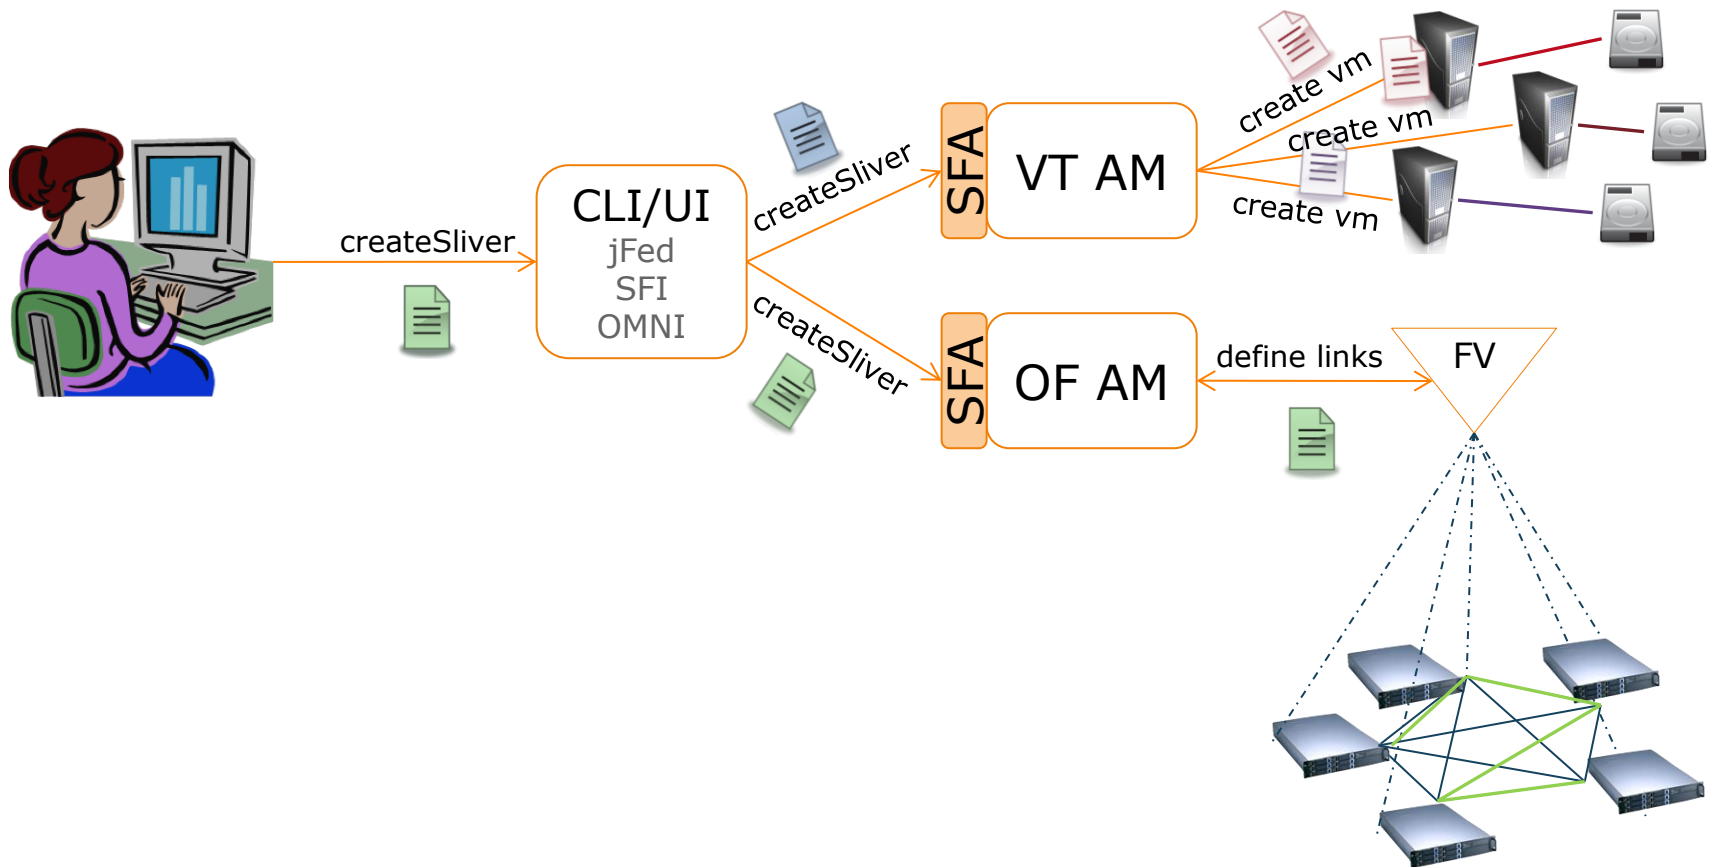 createSliver
CLI/UI
jFed
SFI
OMNI
createSliver
createSliver
SFA
VT AM
create vm
create vm
create vm
SFA
OF AM
define links
FV